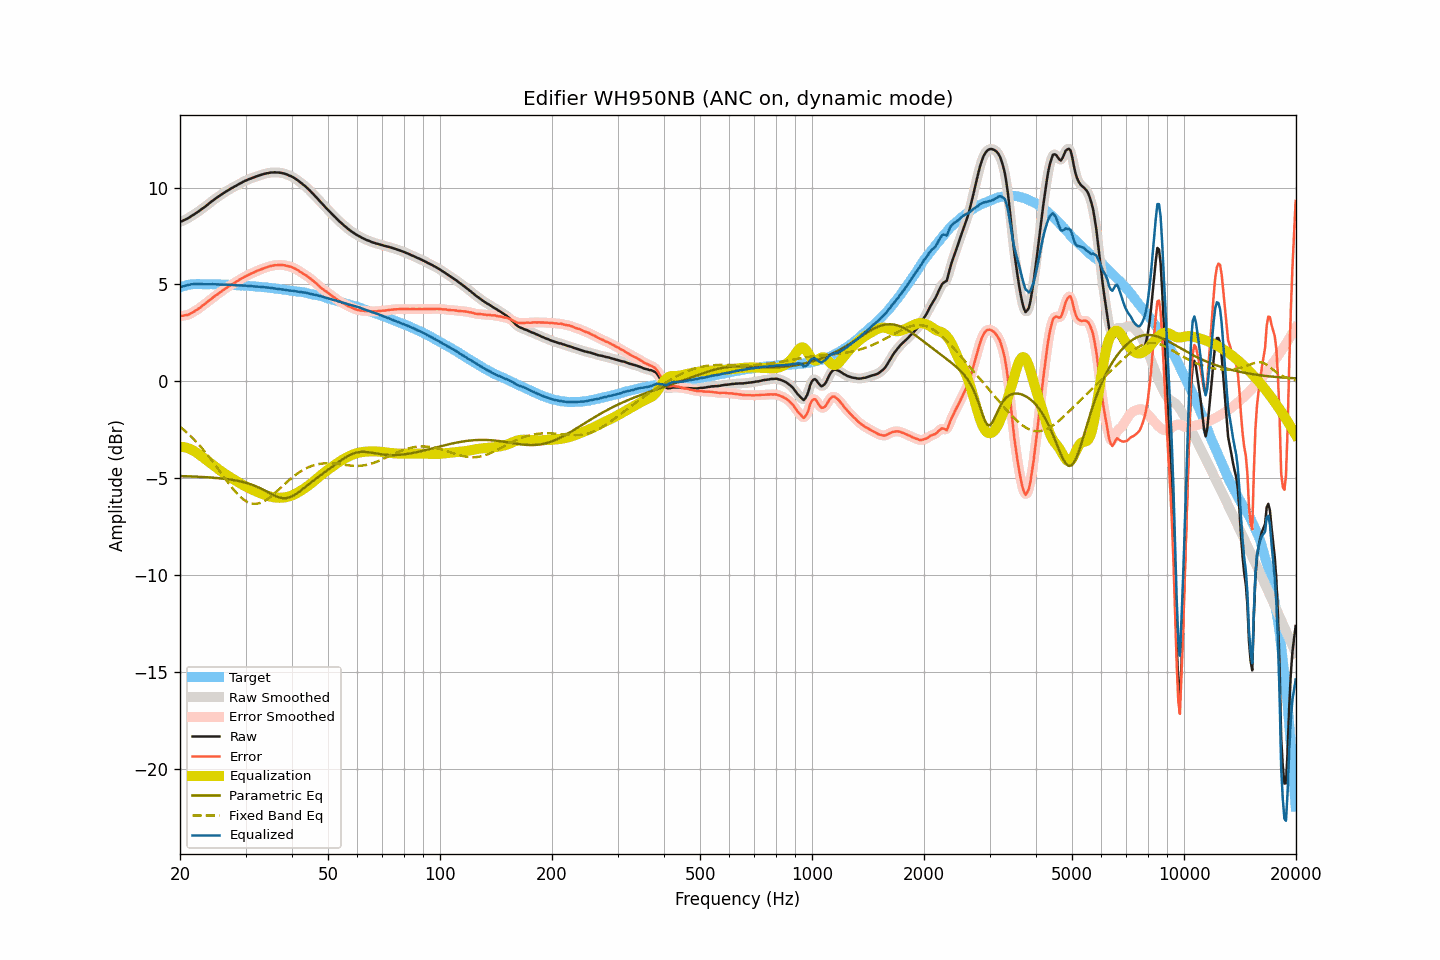 Edifier WH950NB (ANC on, dynamic mode)
Amplitude (dBr)
10
5
0
−5
−10
−15
−20
Target
Raw Smoothed
Error Smoothed
Raw
Error
Equalization
Parametric Eq
Fixed Band Eq
Equalized
20 50 100 200 500 1000 2000 5000 10000 20000
Frequency (Hz)